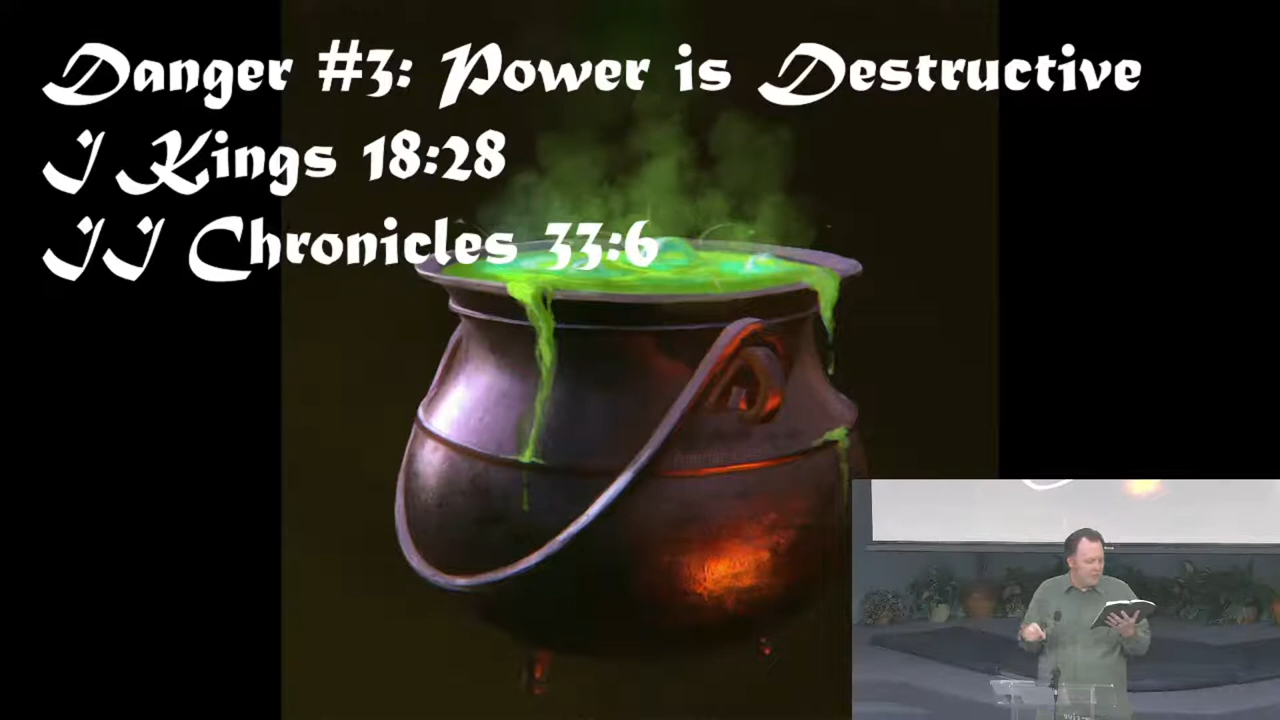 Danger #3: Power is Destructive
I Kings 18:28
II Chronicles 33:6